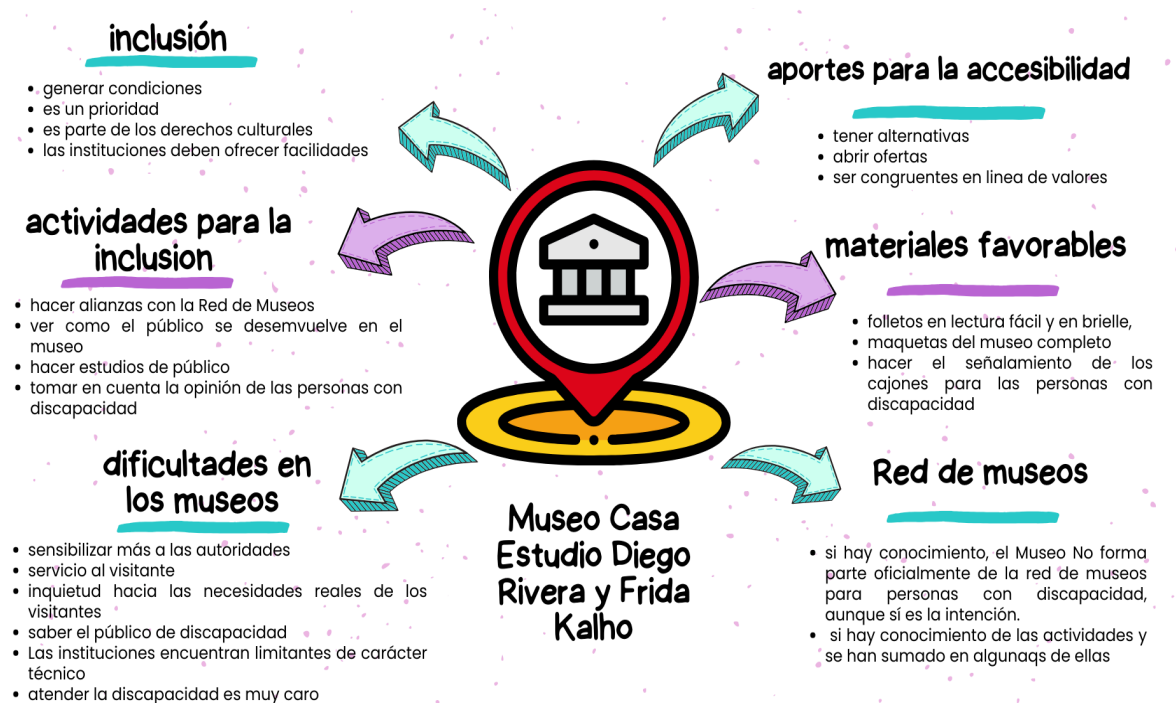 inclusión
generar condiciones
es un prioridad
es parte de los derechos culturales
las instituciones deben ofrecer facilidades
actividades para la
inclusion
hacer alianzas con la Red de Museos
ver como el público se desemvuelve en el
museo
hacer estudios de público
tomar en cuenta la opinión de las personas con
discapacidad
dificultades en
los museos
sensibilizar más a las autoridades
servicio al visitante
inquietud hacia las necesidades reales de los
visitantes
saber el público de discapacidad
Las instituciones encuentran limitantes de carácter
técnico
atender la discapacidad es muy caro
Museo Casa
Estudio Diego
Rivera y Frida
Kalho
aportes para la accesibilidad
tener alternativas
abrir ofertas
ser congruentes en linea de valores
materiales favorables
folletos en lectura fácil y en brielle,
maquetas del museo completo
hacer el señalamiento de los
cajones para las personas con
discapacidad
Red de museos
si hay conocimiento, el Museo No forma
parte oficialmente de la red de museos
para personas con discapacidad,
aunque sí es la intención.
si hay conocimiento de las actividades y
se han sumado en algunaqs de ellas